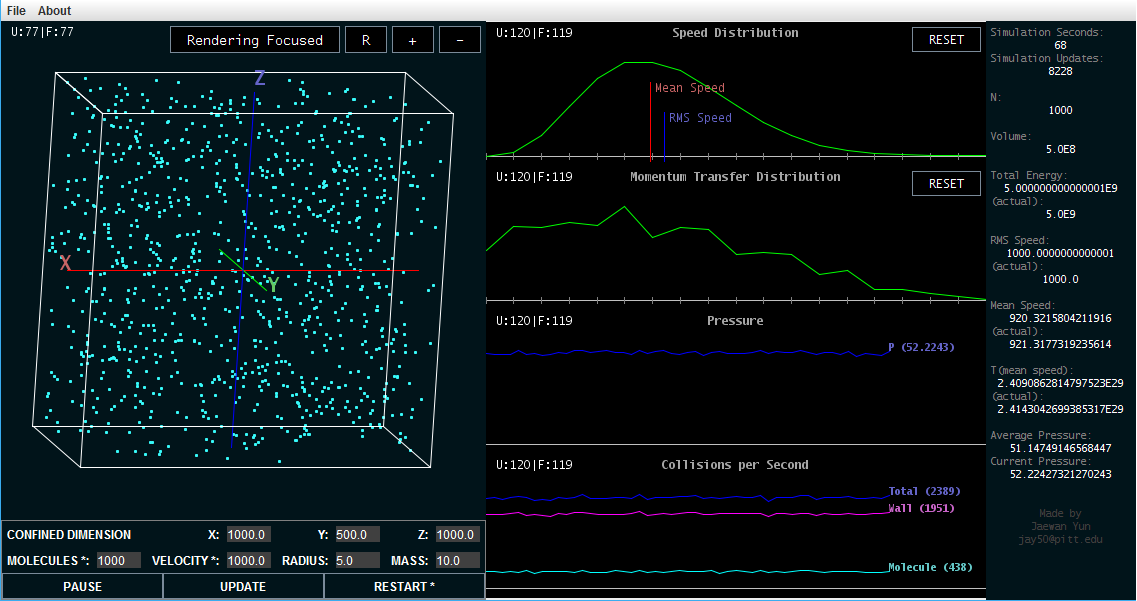 File About
U:77|F:77
Rendering Focused R + -
Z
X
Y
CONFINED DIMENSION X: 1000.0 Y: 500.0 Z: 1000.0
MOLECULES *: 1000 VELOCITY *: 1000.0 RADIUS: 5.0 MASS: 10.0
PAUSE UPDATE RESTART *
U:120|F:119 Speed Distribution RESET
Mean Speed
RMS Speed
U:120|F:119 Momentum Transfer Distribution RESET
U:120|F:119 Pressure
P (52.2243)
U:120|F:119 Collisions per Second
Total (2389)
Wall (1951)
Molecule (438)
Simulation Seconds:
68
Simulation Updates:
8228
N:
1000
Volume:
5.0E8
Total Energy:
5.000000000000001E9
(actual):
5.0E9
RMS Speed:
1000.0000000000001
(actual):
1000.0
Mean Speed:
920.3215804211916
(actual):
921.3177319235614
T(mean speed):
2.4090862814797523E29
(actual):
2.4143042699385317E29
Average Pressure:
51.14749146568447
Current Pressure:
52.22427321270243
Made by
Jaewan Yun
jay50@pitt.edu